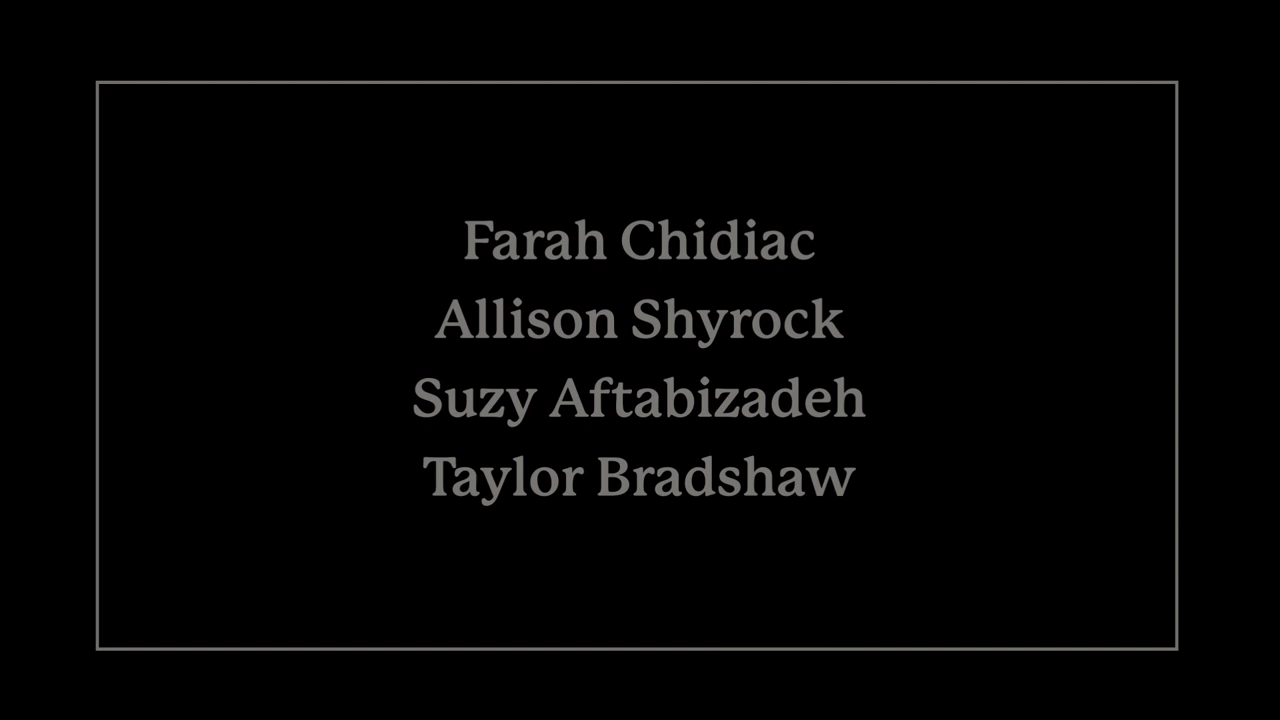 Farah Chidiac
Allison Shyrock
Suzy Aftabizadeh
Taylor Bradshaw